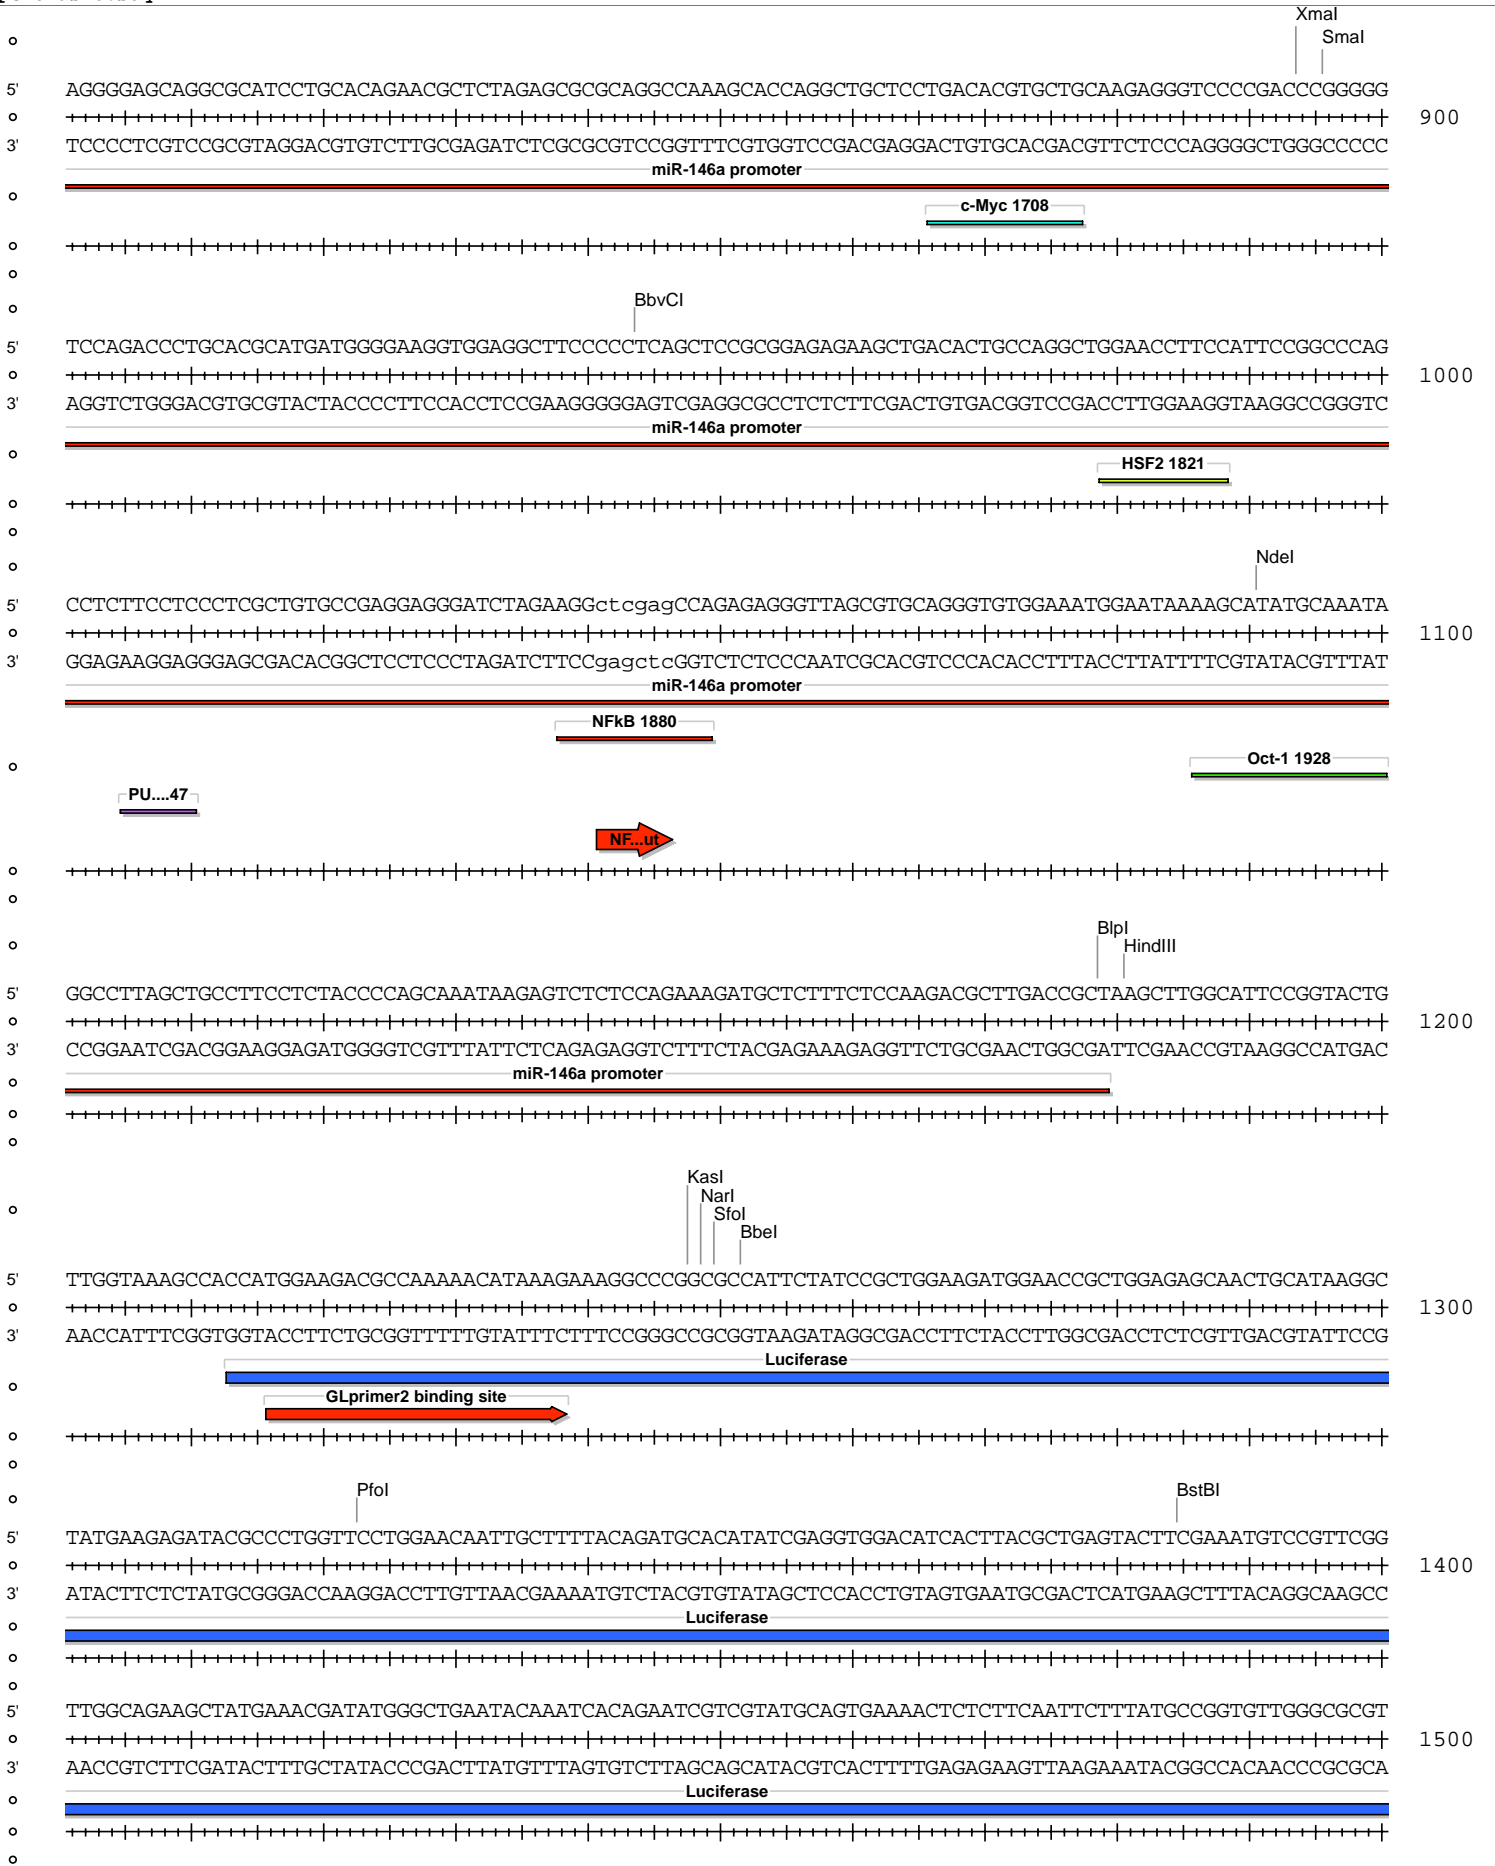 XmaI
SmaI
5' AGGGGAGCAGGCGCATCCTGCACAGAACGCTCTAGAGCGCGCAGGCCAAAGCACCAGGCTGCTCCTGACACGTGCTGCAAGAGGGTCCCCGACCCGGGGG
900
3' TCCCCTCGTCCGCGTAGGACGTGTCTTGCGAGATCTCGCGCGTCCGGTTTCGTGGTCCGACGAGGACTGTGCACGACGTTCTCCCAGGGGCTGGGCCCCC
miR-146a promoter
c-Myc 1708
BbvCI
5' TCCAGACCCTGCACGCATGATGGGGAAGGTGGAGGCTTCCCCCTCAGCTCCGCGGAGAGAAGCTGACACTGCCAGGCTGGAACCTTCCATTCCGGCCCAG
1000
3' AGGTCTGGGACGTGCGTACTACCCCTTCCACCTCCGAAGGGGGAGTCGAGGCGCCTCTCTTCGACTGTGACGGTCCGACCTTGGAAGGTAAGGCCGGGTC
miR-146a promoter
HSF2 1821
NdeI
5' CCTCTTCCTCCCTCGCTGTGCCGAGGAGGGATCTAGAAGGctcgagCCAGAGAGGGTTAGCGTGCAGGGTGTGGAAATGGAATAAAAGCATATGCAAATA
1100
3' GGAGAAGGAGGGAGCGACACGGCTCCTCCCTAGATCTTCCgagctcGGTCTCTCCCAATCGCACGTCCCACACCTTTACCTTATTTTCGTATACGTTTAT
miR-146a promoter
NFkB 1880
Oct-1 1928
PU....47
NF...ut
BlpI
HindIII
5' GGCCTTAGCTGCCTTCCTCTACCCCAGCAAATAAGAGTCTCTCCAGAAAGATGCTCTTTCTCCAAGACGCTTGACCGCTAAGCTTGGCATTCCGGTACTG
1200
3' CCGGAATCGACGGAAGGAGATGGGGTCGTTTATTCTCAGAGAGGTCTTTCTACGAGAAAGAGGTTCTGCGAACTGGCGATTCGAACCGTAAGGCCATGAC
miR-146a promoter
KasI
NarI
SfoI
BbeI
5' TTGGTAAAGCCACCATGGAAGACGCCAAAAACATAAAGAAAGGCCCGGCGCCATTCTATCCGCTGGAAGATGGAACCGCTGGAGAGCAACTGCATAAGGC
1300
3' AACCATTTCGGTGGTACCTTCTGCGGTTTTTGTATTTCTTTCCGGGCCGCGGTAAGATAGGCGACCTTCTACCTTGGCGACCTCTCGTTGACGTATTCCG
Luciferase
GLprimer2 binding site
PfoI
BstBI
5' TATGAAGAGATACGCCCTGGTTCCTGGAACAATTGCTTTTACAGATGCACATATCGAGGTGGACATCACTTACGCTGAGTACTTCGAAATGTCCGTTCGG
1400
3' ATACTTCTCTATGCGGGACCAAGGACCTTGTTAACGAAAATGTCTACGTGTATAGCTCCACCTGTAGTGAATGCGACTCATGAAGCTTTACAGGCAAGCC
Luciferase
5' TTGGCAGAAGCTATGAAACGATATGGGCTGAATACAAATCACAGAATCGTCGTATGCAGTGAAAACTCTCTTCAATTCTTTATGCCGGTGTTGGGCGCGT
1500
3' AACCGTCTTCGATACTTTGCTATACCCGACTTATGTTTAGTGTCTTAGCAGCATACGTCACTTTTGAGAGAAGTTAAGAAATACGGCCACAACCCGCGCA
Luciferase